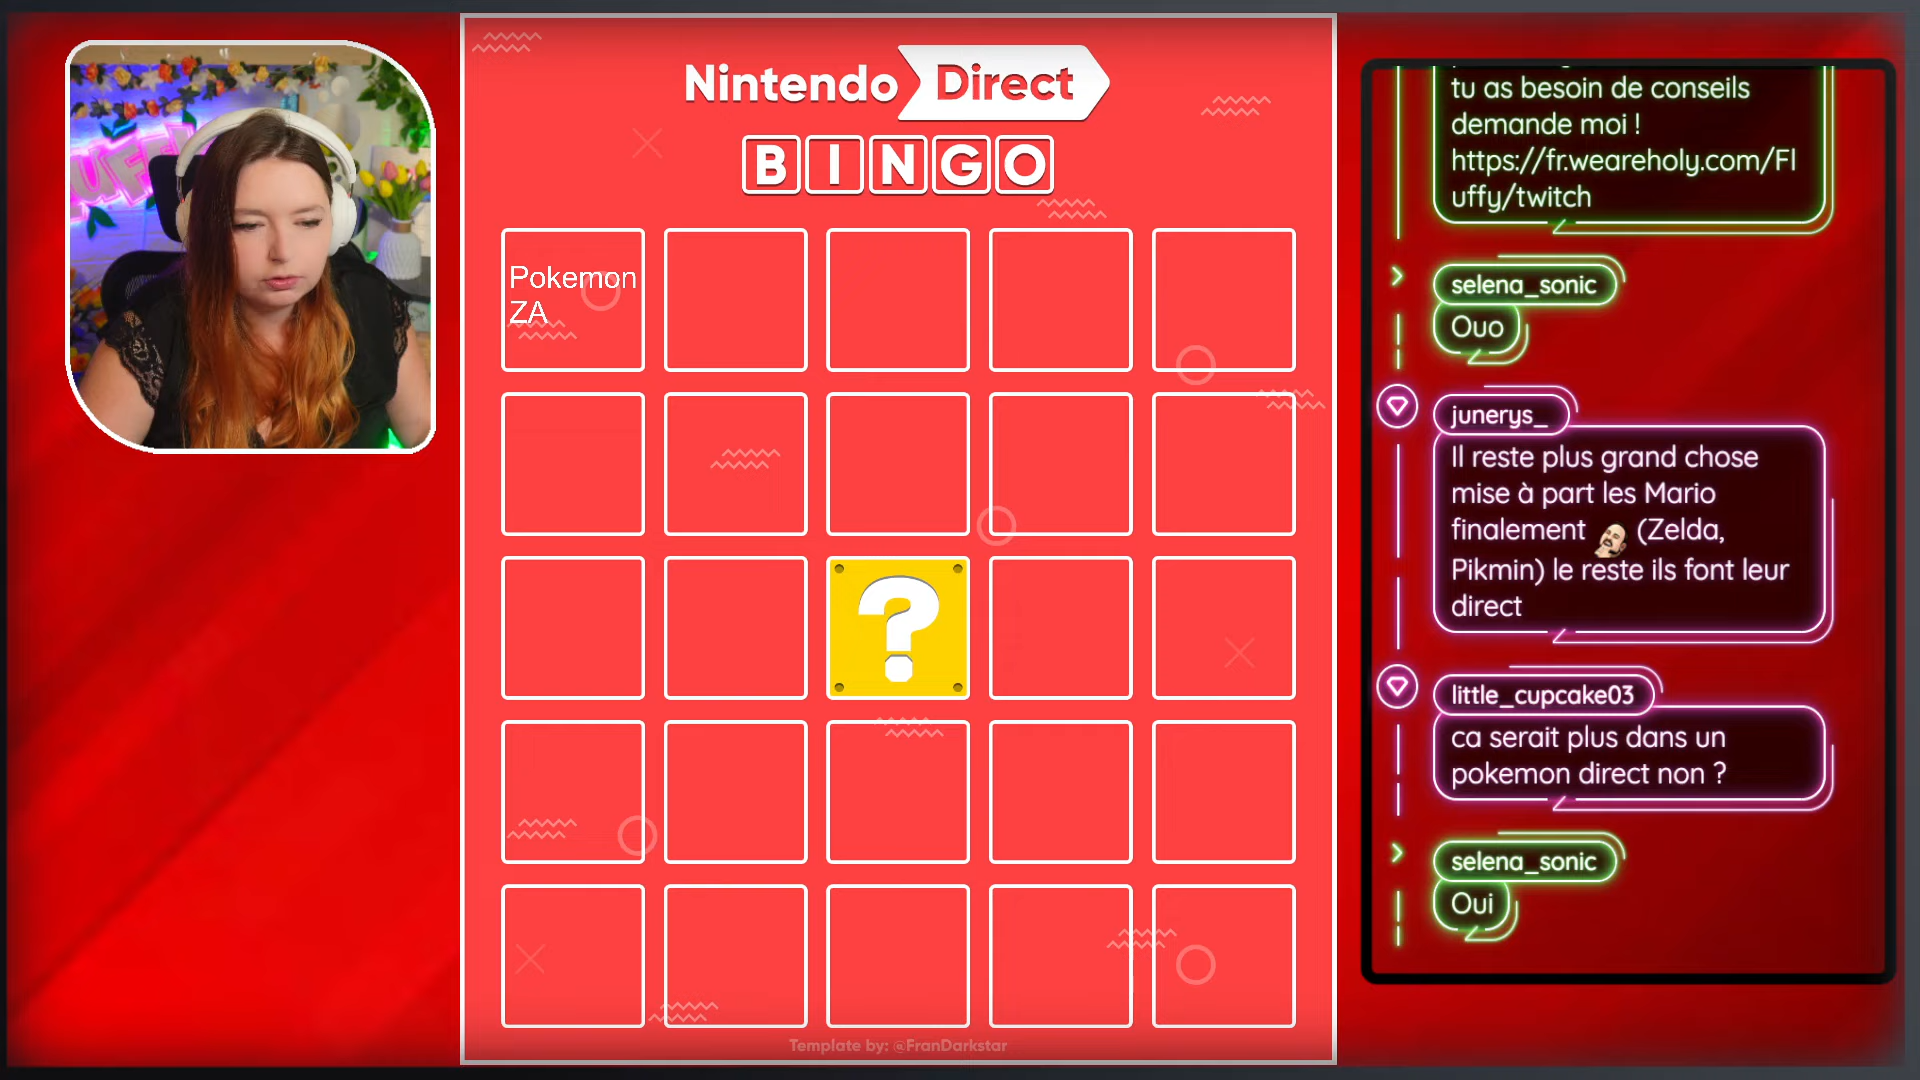 Nintendo Direct
BINGO
Pokemon
ZA
?
Template by: @FranDarkstar
tu as besoin de conseils
demande moi !
https://fr.weareholy.com/Fl
uffy/twitch
selena_sonic
Ouo
junerys_
Il reste plus grand chose
mise à part les Mario
finalement (Zelda,
Pikmin) le reste ils font leur
direct
little_cupcake03
ca serait plus dans un
pokemon direct non ?
selena_sonic
Oui